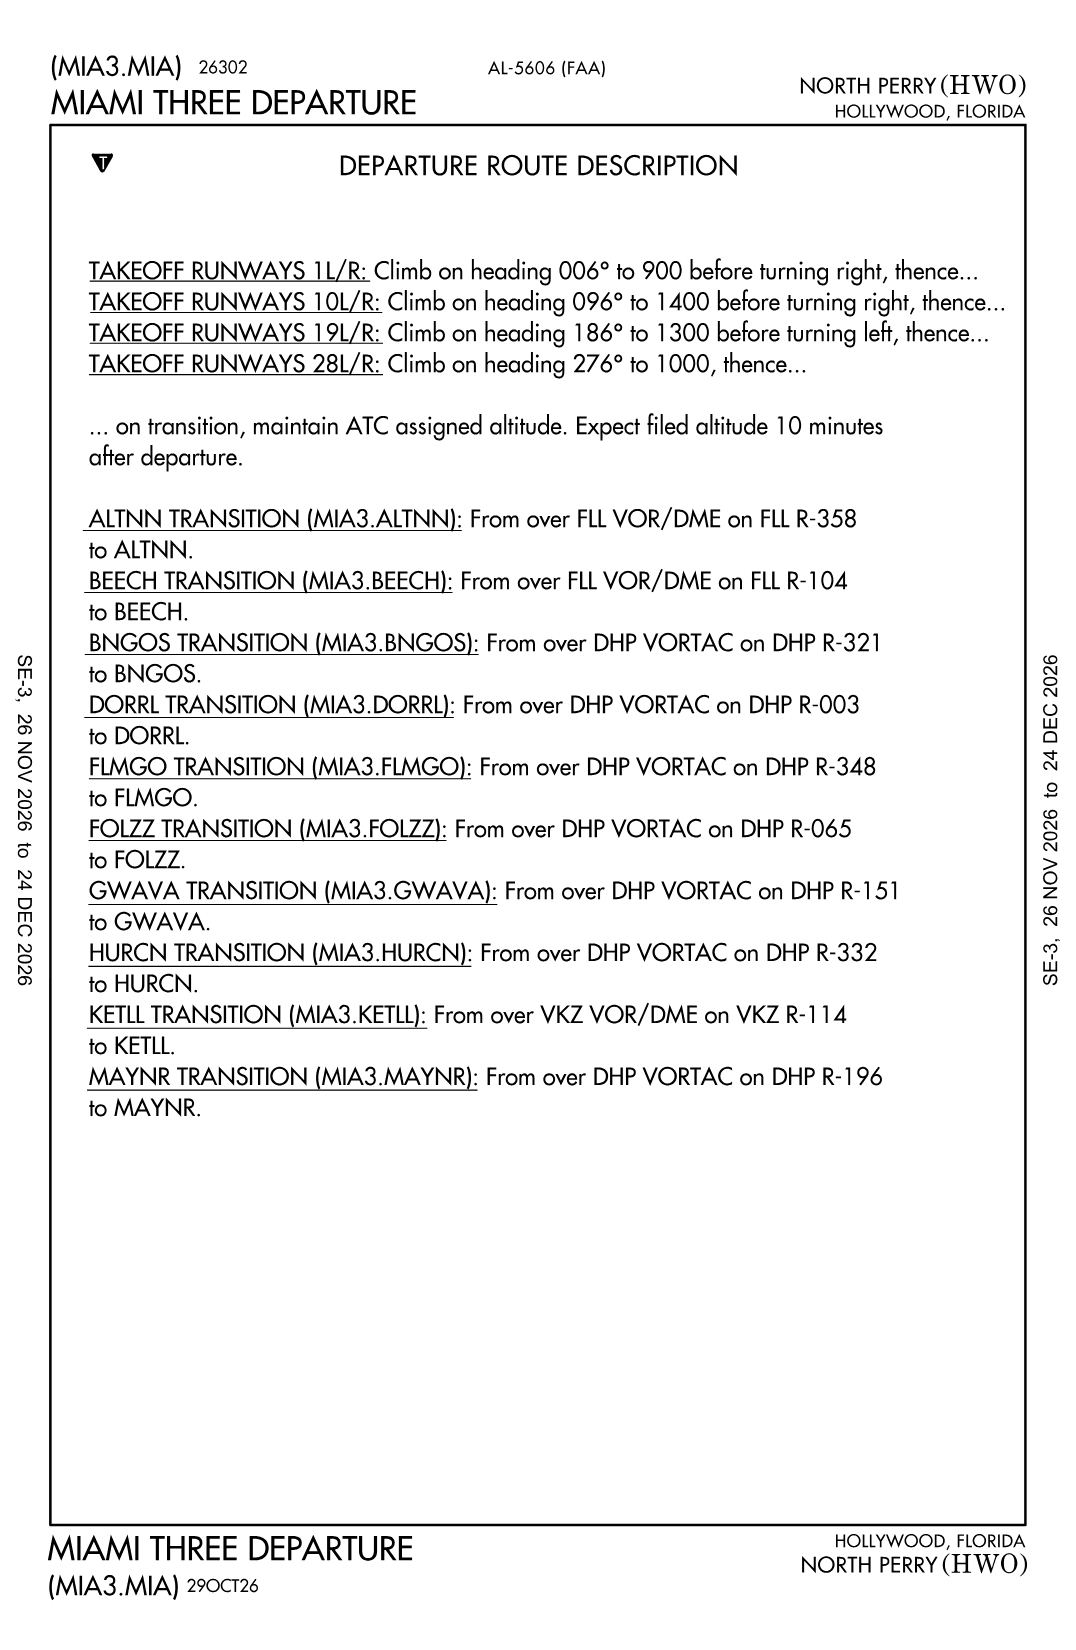 (MIA3.MIA) 26302
AL-5606 (FAA)
MIAMI THREE DEPARTURE
NORTH PERRY (HWO)
HOLLYWOOD, FLORIDA
T
DEPARTURE ROUTE DESCRIPTION
TAKEOFF RUNWAYS 1L/R: Climb on heading 006° to 900 before turning right, thence...
TAKEOFF RUNWAYS 10L/R: Climb on heading 096° to 1400 before turning right, thence...
TAKEOFF RUNWAYS 19L/R: Climb on heading 186° to 1300 before turning left, thence...
TAKEOFF RUNWAYS 28L/R: Climb on heading 276° to 1000, thence...
... on transition, maintain ATC assigned altitude. Expect filed altitude 10 minutes
after departure.
ALTNN TRANSITION (MIA3.ALTNN): From over FLL VOR/DME on FLL R-358
to ALTNN.
BEECH TRANSITION (MIA3.BEECH): From over FLL VOR/DME on FLL R-104
to BEECH.
BNGOS TRANSITION (MIA3.BNGOS): From over DHP VORTAC on DHP R-321
to BNGOS.
DORRL TRANSITION (MIA3.DORRL): From over DHP VORTAC on DHP R-003
to DORRL.
FLMGO TRANSITION (MIA3.FLMGO): From over DHP VORTAC on DHP R-348
to FLMGO.
FOLZZ TRANSITION (MIA3.FOLZZ): From over DHP VORTAC on DHP R-065
to FOLZZ.
GWAVA TRANSITION (MIA3.GWAVA): From over DHP VORTAC on DHP R-151
to GWAVA.
HURCN TRANSITION (MIA3.HURCN): From over DHP VORTAC on DHP R-332
to HURCN.
KETLL TRANSITION (MIA3.KETLL): From over VKZ VOR/DME on VKZ R-114
to KETLL.
MAYNR TRANSITION (MIA3.MAYNR): From over DHP VORTAC on DHP R-196
to MAYNR.
SE-3, 26 NOV 2026 to 24 DEC 2026
SE-3, 26 NOV 2026 to 24 DEC 2026
MIAMI THREE DEPARTURE
(MIA3.MIA) 29OCT26
HOLLYWOOD, FLORIDA
NORTH PERRY (HWO)